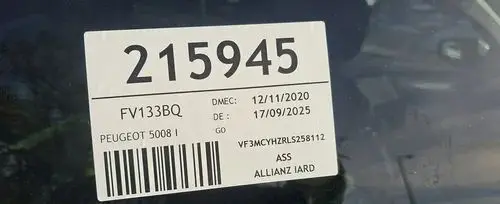 215945
FV133BQ DMEC: 12/11/2020
DE : 17/09/2025
PEUGEOT 5008 I GO
VF3MCYHZRLS258112
ASS
ALLIANZ IARD